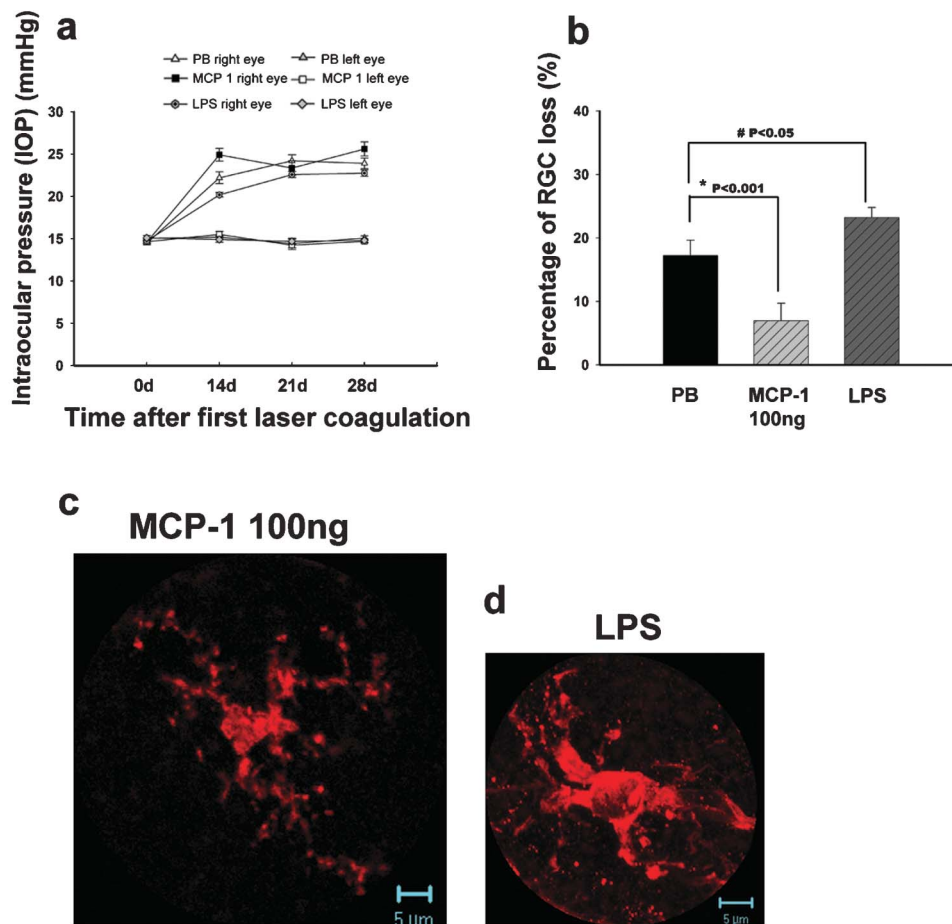 a
PB right eye PB left eye
MCP 1 right eye MCP 1 left eye
LPS right eye LPS left eye
Intraocular pressure (IOP) (mmHg)
30
25
20
15
10
5
0
0d 14d 21d 28d
Time after first laser coagulation
b
Percentage of RGC loss (%)
40
30
20
10
0
# P<0.05
* P<0.001
PB MCP-1 LPS
100ng
c
MCP-1 100ng
5 µm
d
LPS
5 µm